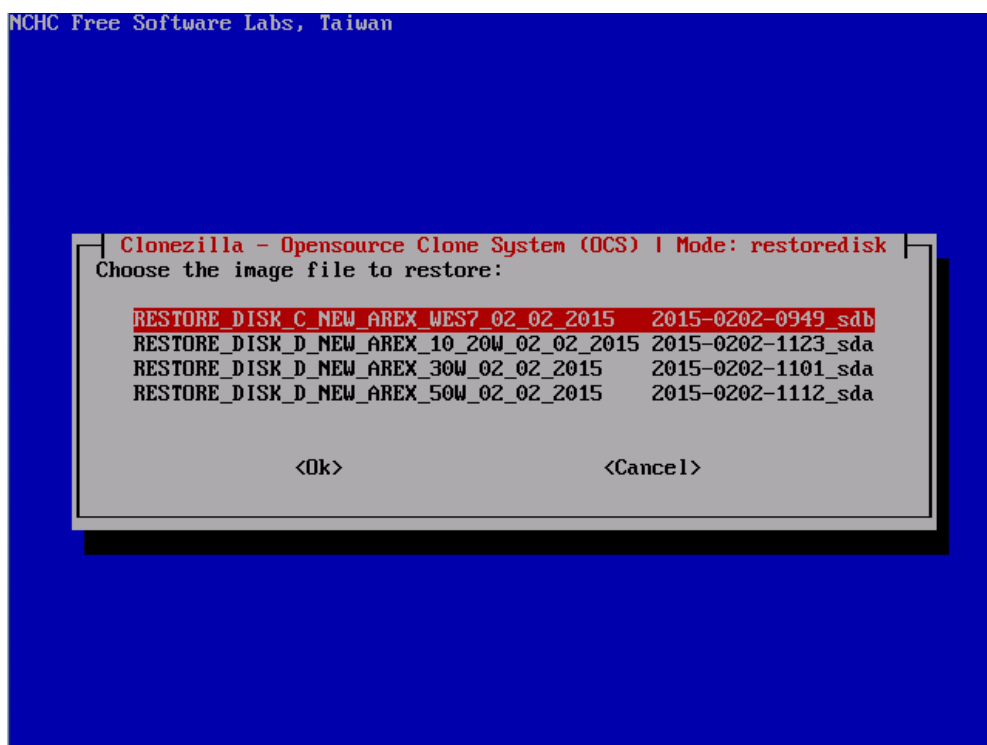 NCHC Free Software Labs, Taiwan
Clonezilla - Opensource Clone System (OCS) | Mode: restoredisk
Choose the image file to restore:
RESTORE_DISK_C_NEW_AREX_WES7_02_02_2015 2015-0202-0949_sdb
RESTORE_DISK_D_NEW_AREX_10_20W_02_02_2015 2015-0202-1123_sda
RESTORE_DISK_D_NEW_AREX_30W_02_02_2015 2015-0202-1101_sda
RESTORE_DISK_D_NEW_AREX_50W_02_02_2015 2015-0202-1112_sda
<Ok> <Cancel>